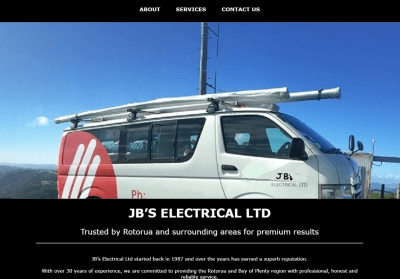 ABOUT SERVICES CONTACT US
Ph:
JB's
ELECTRICAL LTD
JB'S ELECTRICAL LTD
Trusted by Rotorua and surrounding areas for premium results
JB's Electrical Ltd started back in 1987 and over the years has earned a superb reputation.
With over 30 years of experience, we are committed to providing the Rotorua and Bay of Plenty region with professional, honest and
reliable service.